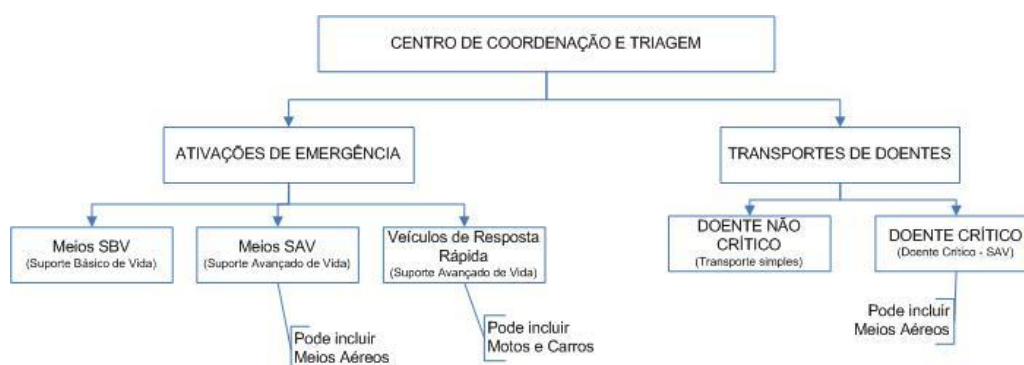 CENTRO DE COORDENAÇÃO E TRIAGEM
ATIVAÇÕES DE EMERGÊNCIA
TRANSPORTES DE DOENTES
Meios SBV
(Suporte Básico de Vida)
Meios SAV
(Suporte Avançado de Vida)
Veículos de Resposta
Rápida
(Suporte Avançado de Vida)
DOENTE NÃO
CRÍTICO
(Transporte simples)
DOENTE CRÍTICO
(Doente Crítico - SAV)
Pode incluir
Meios Aéreos
Pode incluir
Motos e Carros
Pode incluir
Meios Aéreos